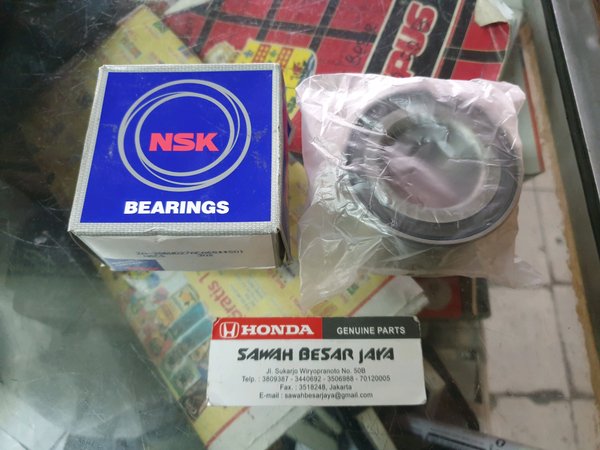 NSK
BEARINGS
HONDA
GENUINE PARTS
SAWAH BESAR JAYA
Jl. Sukarjo Wiryopranoto No. 50B
Telp. : 3809387 - 3440692 - 3506988 - 70120005
Fax. : 3518248, Jakarta
E-mail : sawahbesarjaya@gmail.com